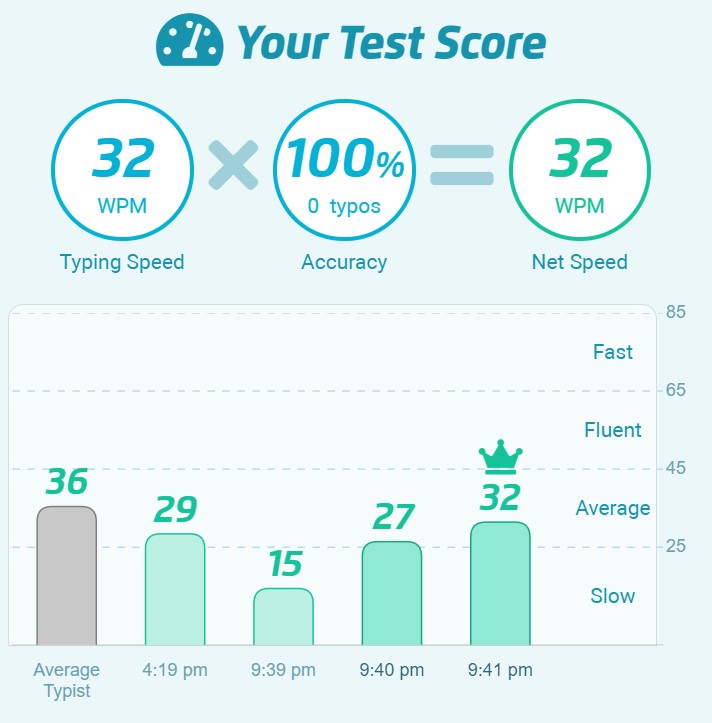 Your Test Score
32
WPM
Typing Speed
100%
0 typos
Accuracy
32
WPM
Net Speed
85
Fast
65
Fluent
45
Average
25
Slow
36
29
15
27
32
Average
Typist
4:19 pm
9:39 pm
9:40 pm
9:41 pm